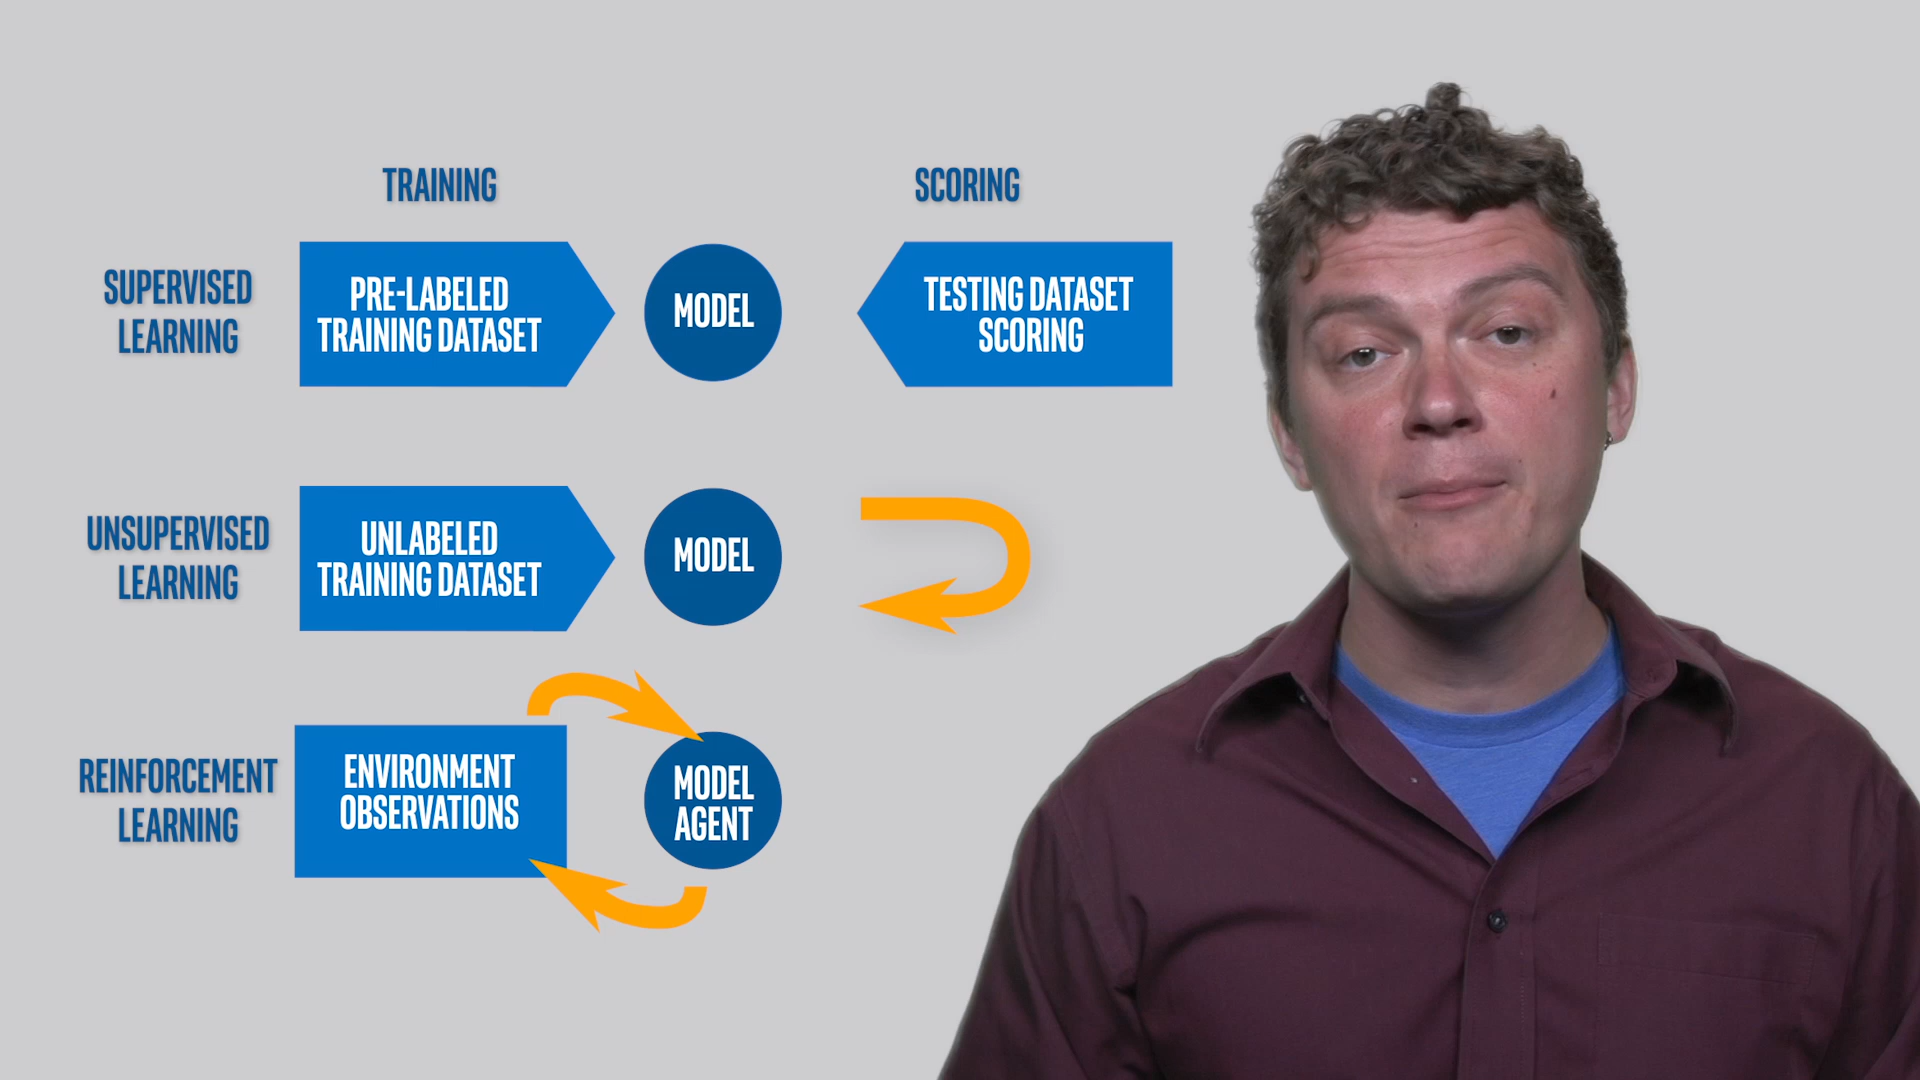 TRAINING
SCORING
SUPERVISED
LEARNING
PRE-LABELED
TRAINING DATASET
MODEL
TESTING DATASET
SCORING
UNSUPERVISED
LEARNING
UNLABELED
TRAINING DATASET
MODEL
REINFORCEMENT
LEARNING
ENVIRONMENT
OBSERVATIONS
MODEL
AGENT